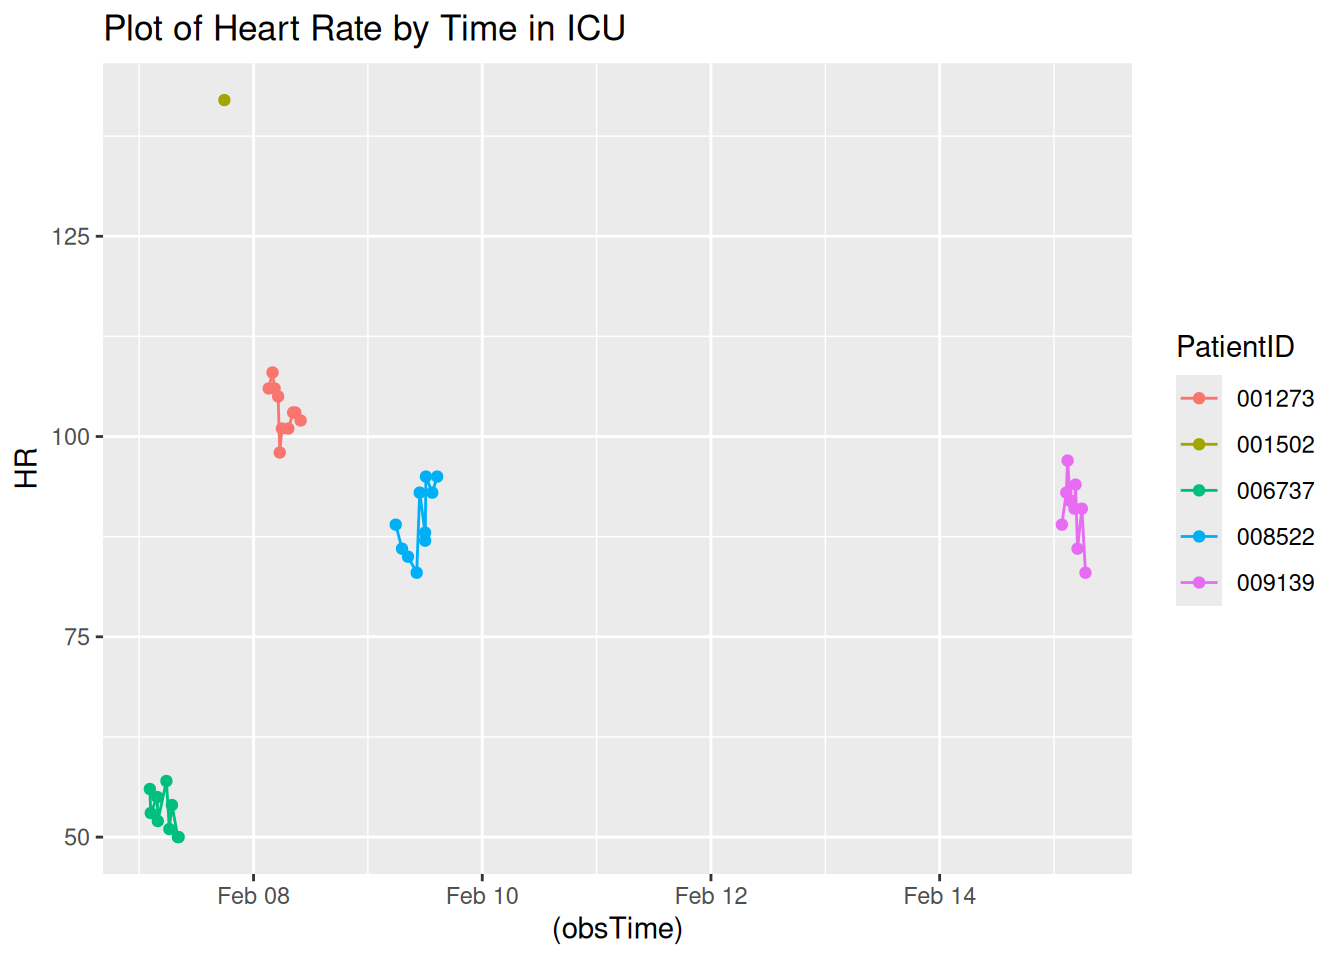 Plot of Heart Rate by Time in ICU
HR
125
100
75
50
Feb 08
Feb 10
Feb 12
Feb 14
(obsTime)
PatientID
001273
001502
006737
008522
009139